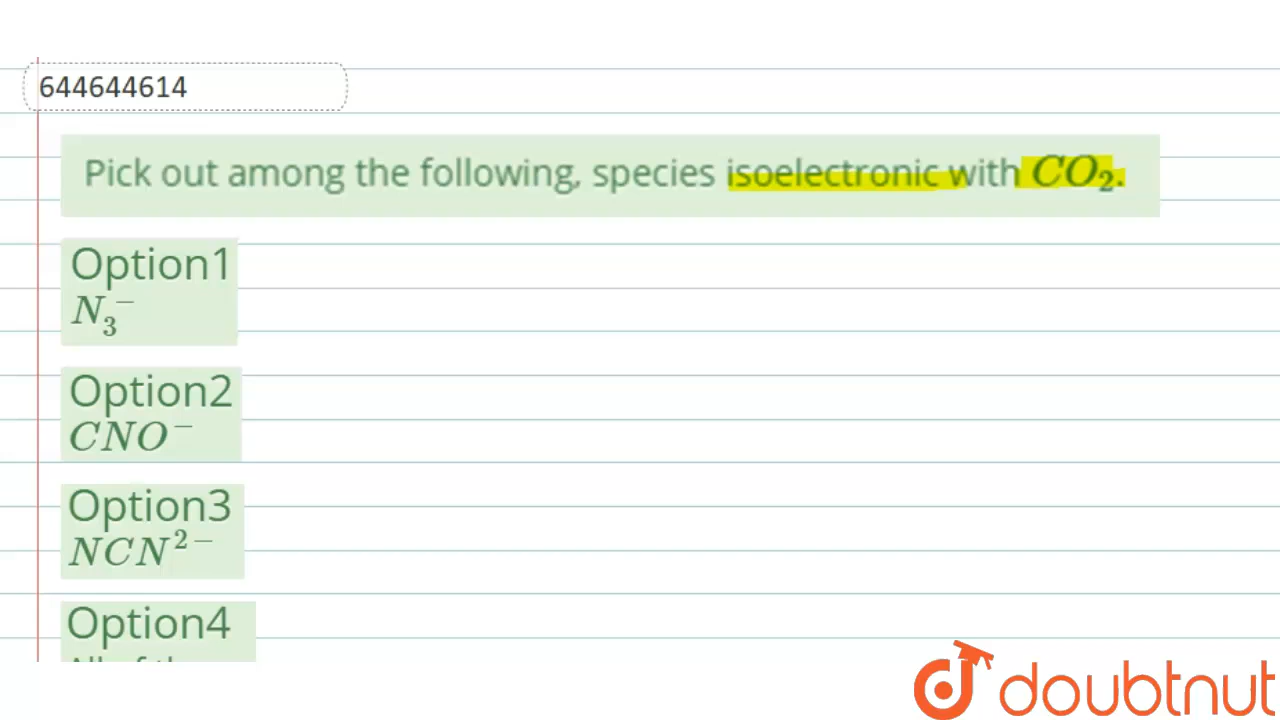 644644614
Pick out among the following, species isoelectronic with CO₂.
Option1
N₃⁻
Option2
CNO⁻
Option3
NCN²⁻
Option4
doubtnut